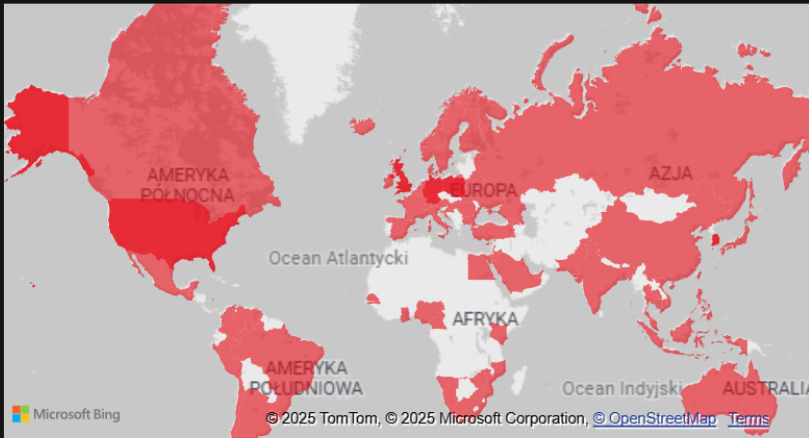 AMERYKA
PÓŁNOCNA
EUROPA
AZJA
Ocean Atlantycki
AFRYKA
AMERYKA
POŁUDNIOWA
Ocean Indyjski
AUSTRALIA
Microsoft Bing
© 2025 TomTom, © 2025 Microsoft Corporation, © OpenStreetMap Terms